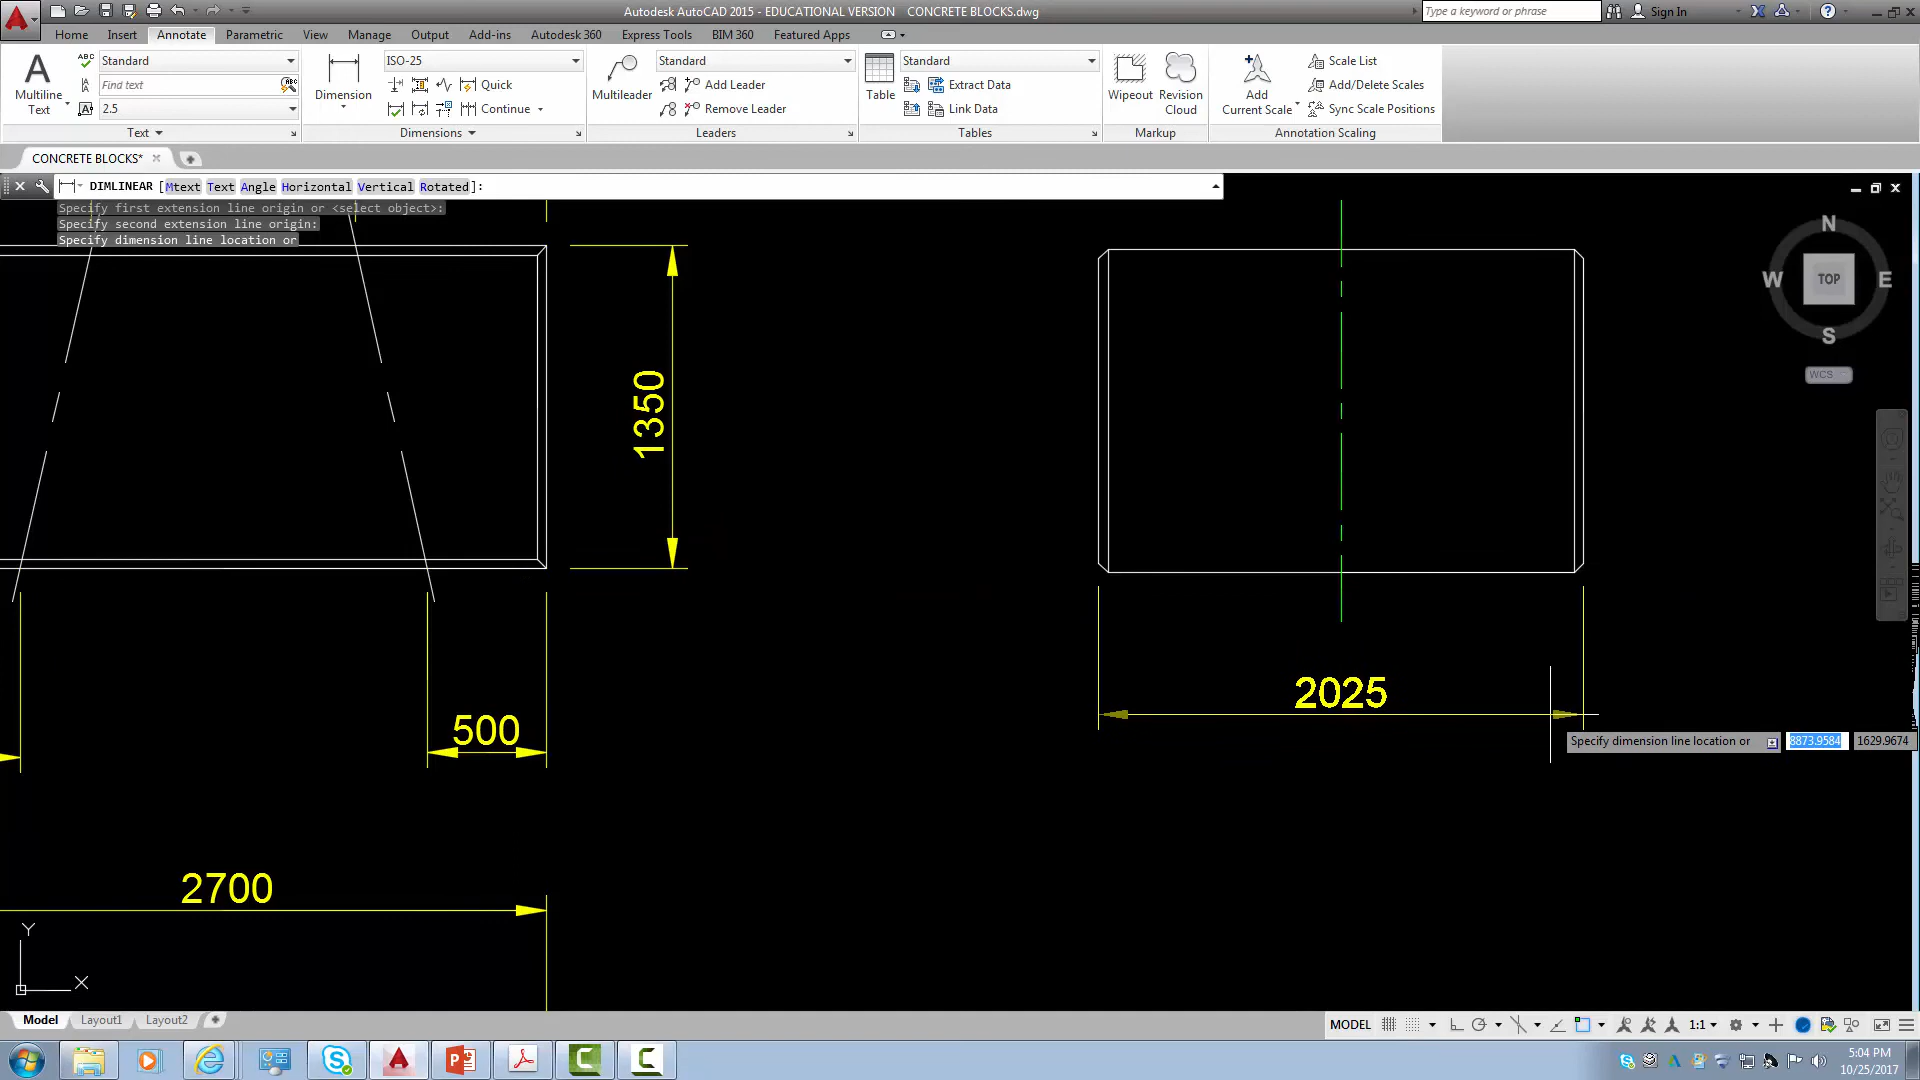 Autodesk AutoCAD 2015 - EDUCATIONAL VERSION CONCRETE BLOCKS.dwg
Type a keyword or phrase
Sign In
Home Insert Annotate Parametric View Manage Output Add-ins Autodesk 360 Express Tools BIM 360 Featured Apps
Multiline Text
ABC Standard
Find text
2.5
Text
Dimension
ISO-25
Quick
Continue
Dimensions
Multileader
Standard
Add Leader
Remove Leader
Leaders
Table
Standard
Extract Data
Link Data
Tables
Wipeout
Revision Cloud
Markup
Add Current Scale
Scale List
Add/Delete Scales
Sync Scale Positions
Annotation Scaling
CONCRETE BLOCKS*
DIMLINEAR [Mtext Text Angle Horizontal Vertical Rotated]:
Specify first extension line origin or <select object>:
Specify second extension line origin:
Specify dimension line location or
N
W TOP E
S
WCS
1350
2025
500
Specify dimension line location or 8873.9584 1629.9674
2700
Y
X
Model Layout1 Layout2
MODEL 1:1
5:04 PM
10/25/2017